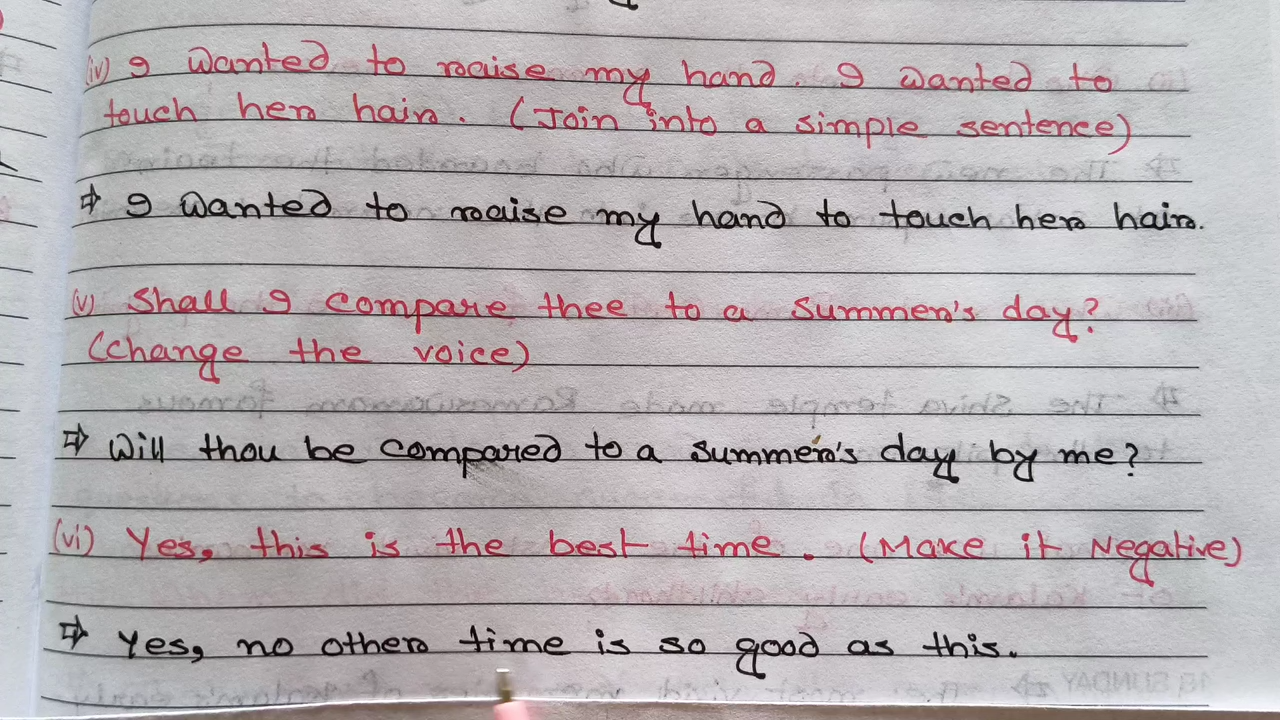 (iv) I wanted to raise my hand. I wanted to
touch her hair. (Join into a simple sentence)
⇒ I wanted to raise my hand to touch her hair.
(v) Shall I compare thee to a summer's day?
(change the voice)
⇒ Will thou be compared to a summer's day by me?
(vi) Yes, this is the best time. (Make it Negative)
⇒ Yes, no other time is so good as this.